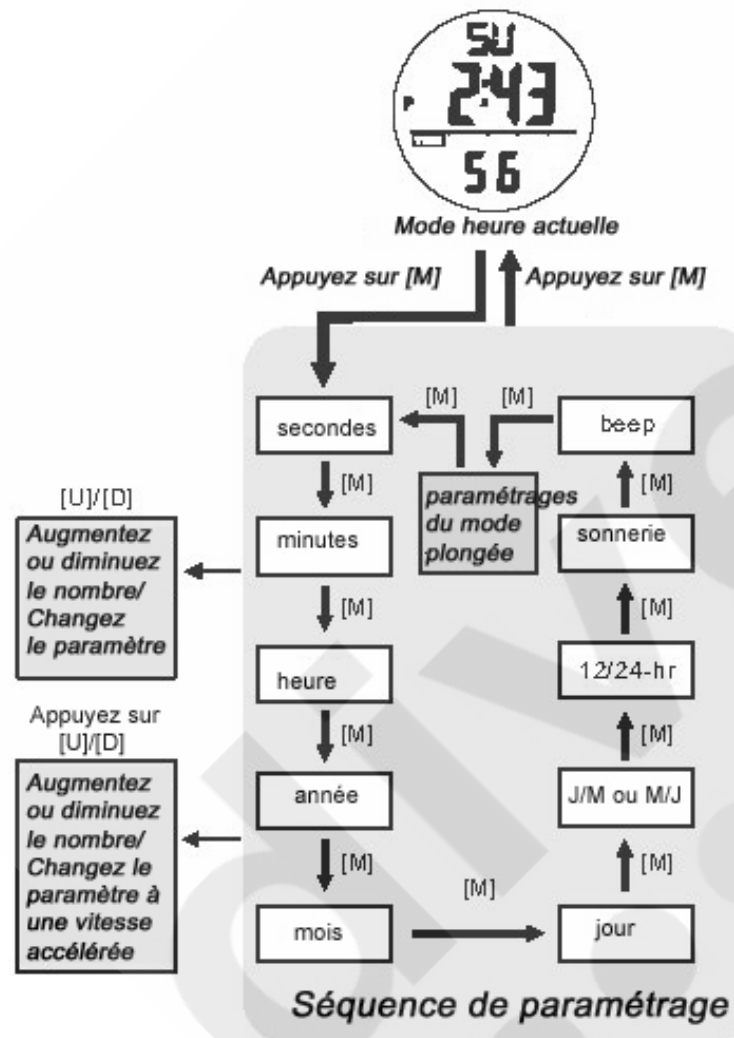 SU
P 2:43
56
Mode heure actuelle
Appuyez sur [M]
Appuyez sur [M]
secondes
[M]
[M]
beep
[M]
paramétrages
du mode
plongée
[M]
[U]/[D]
Augmentez
ou diminuez
le nombre/
Changez
le paramètre
minutes
sonnerie
[M]
[M]
heure
12/24-hr
[M]
[M]
Appuyez sur
[U]/[D]
Augmentez
ou diminuez
le nombre/
Changez le
paramètre à
une vitesse
accélérée
année
J/M ou M/J
[M]
[M]
mois
[M]
jour
Séquence de paramétrage